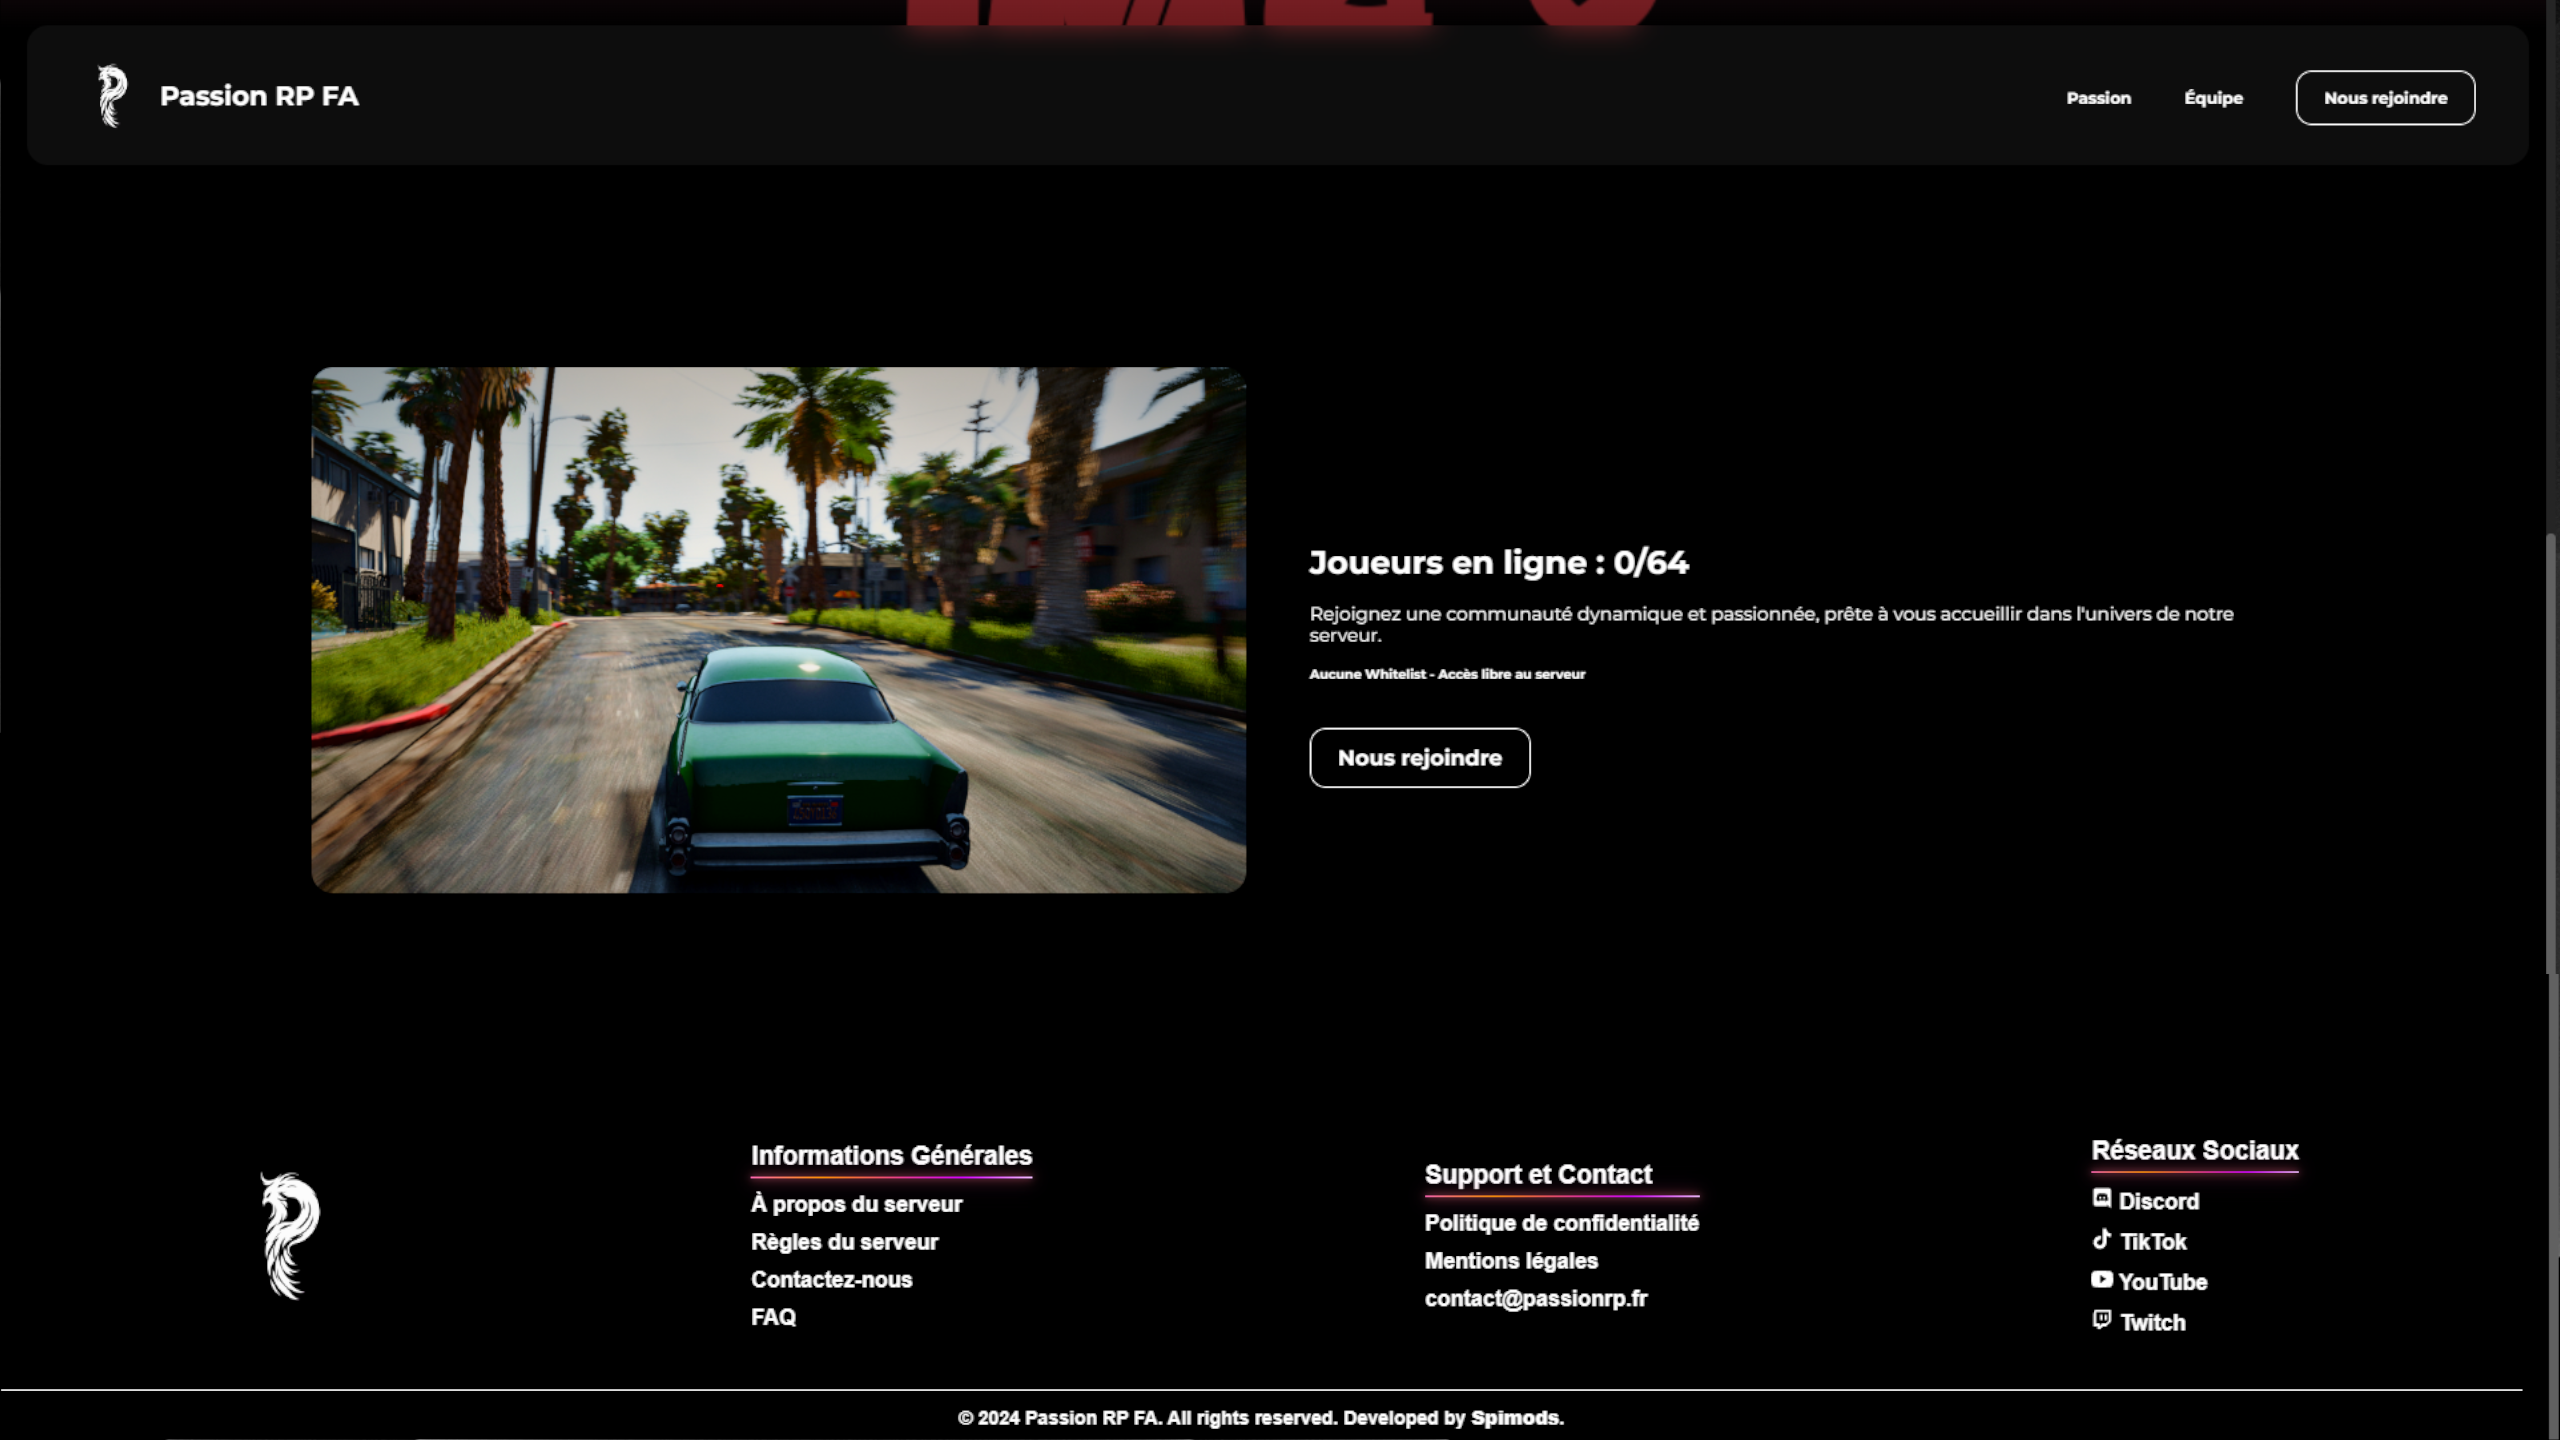 Passion RP FA
Passion
Équipe
Nous rejoindre
Joueurs en ligne : 0/64
Rejoignez une communauté dynamique et passionnée, prête à vous accueillir dans l'univers de notre
serveur.
Aucune Whitelist - Accès libre au serveur
Nous rejoindre
Informations Générales
À propos du serveur
Règles du serveur
Contactez-nous
FAQ
Support et Contact
Politique de confidentialité
Mentions légales
contact@passionrp.fr
Réseaux Sociaux
Discord
TikTok
YouTube
Twitch
© 2024 Passion RP FA. All rights reserved. Developed by Spimods.